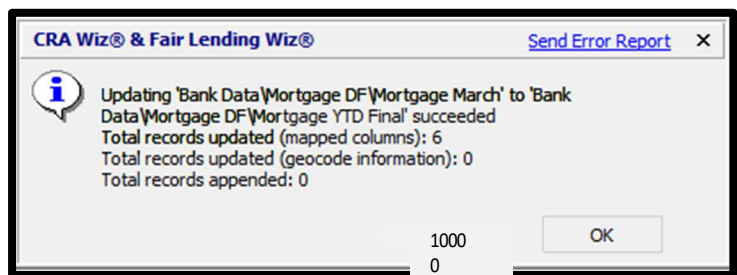 CRA Wiz® & Fair Lending Wiz® Send Error Report X
Updating 'Bank Data\Mortgage DF\Mortgage March' to 'Bank
Data\Mortgage DF\Mortgage YTD Final' succeeded
Total records updated (mapped columns): 6
Total records updated (geocode information): 0
Total records appended: 0
OK
1000
0